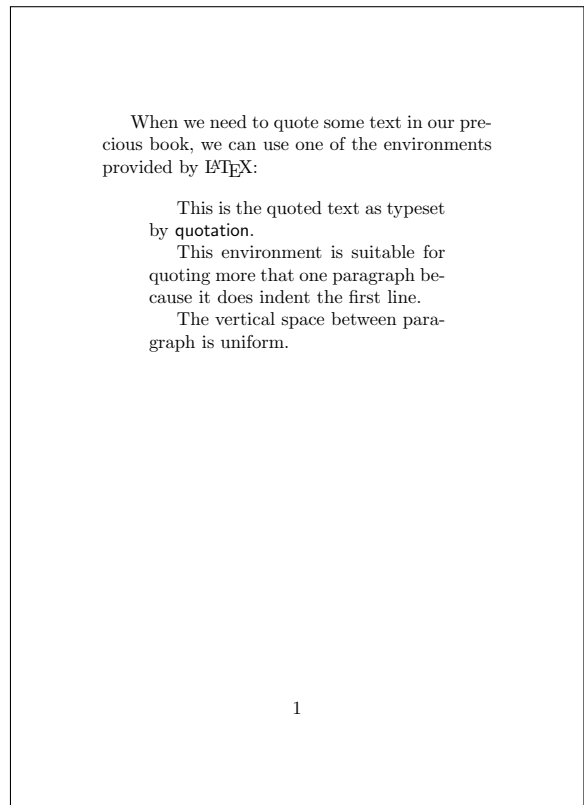 When we need to quote some text in our pre-
cious book, we can use one of the environments
provided by LATEX:
This is the quoted text as typeset
by quotation.
This environment is suitable for
quoting more that one paragraph be-
cause it does indent the first line.
The vertical space between para-
graph is uniform.
1